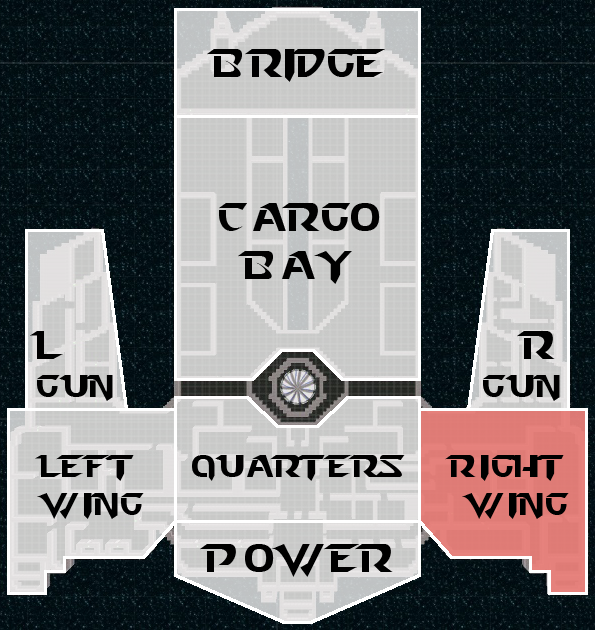 BRIDGE
CARGO
BAY
L
GUN
R
GUN
LEFT
WING
QUARTERS
RIGHT
WING
POWER